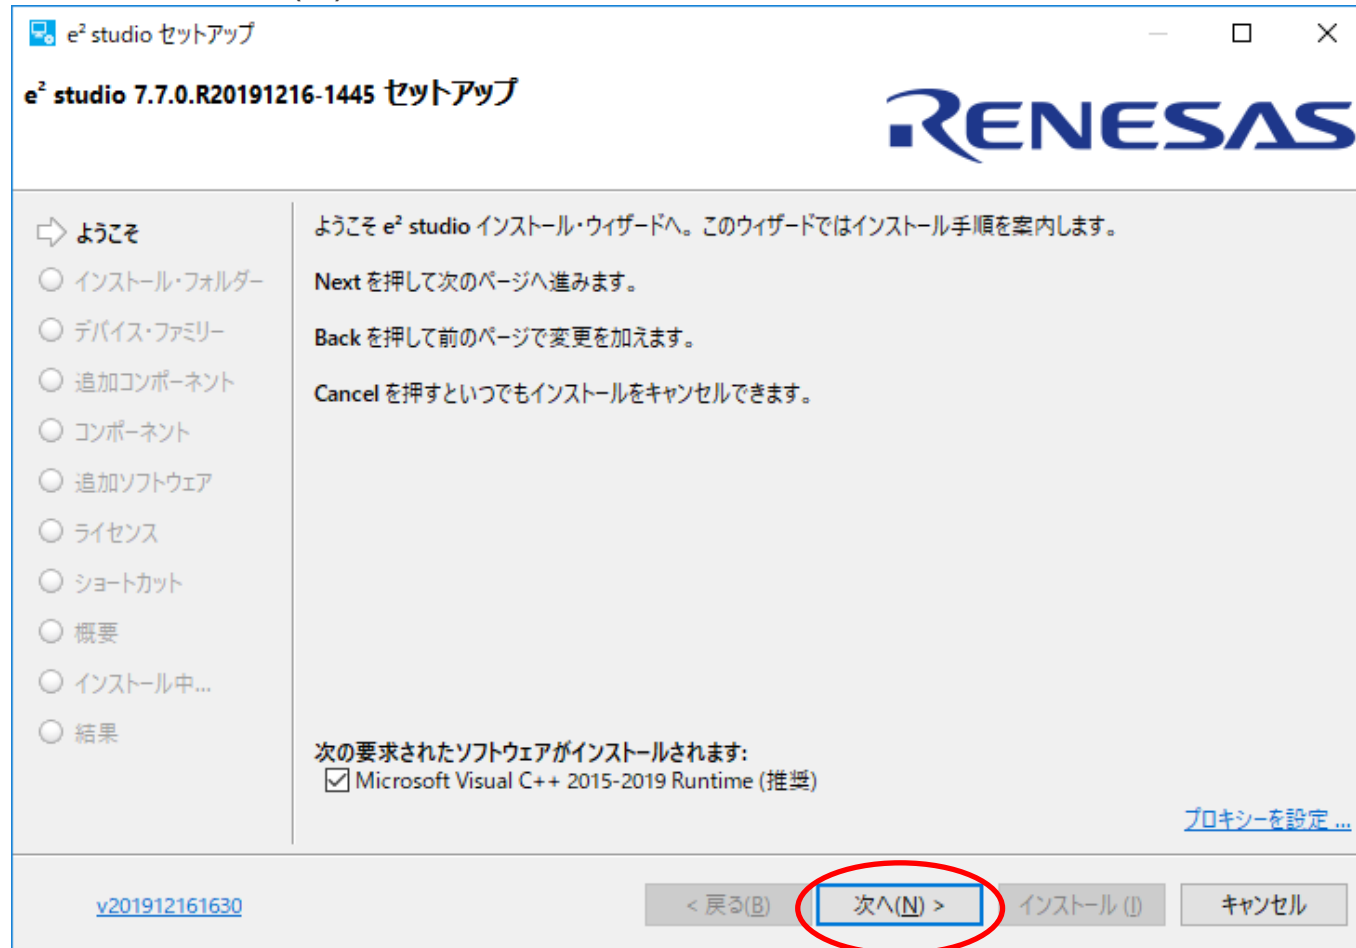 e² studio セットアップ
e² studio 7.7.0.R20191216-1445 セットアップ
RENESAS
ようこそ
インストール・フォルダー
デバイス・ファミリー
追加コンポーネント
コンポーネント
追加ソフトウェア
ライセンス
ショートカット
概要
インストール中...
結果
ようこそ e² studio インストール・ウィザードへ。このウィザードではインストール手順を案内します。
Next を押して次のページへ進みます。
Back を押して前のページで変更を加えます。
Cancel を押すといつでもインストールをキャンセルできます。
次の要求されたソフトウェアがインストールされます:
Microsoft Visual C++ 2015-2019 Runtime (推奨)
プロキシーを設定 ...
v201912161630
< 戻る(B)
次へ(N) >
インストール (I)
キャンセル